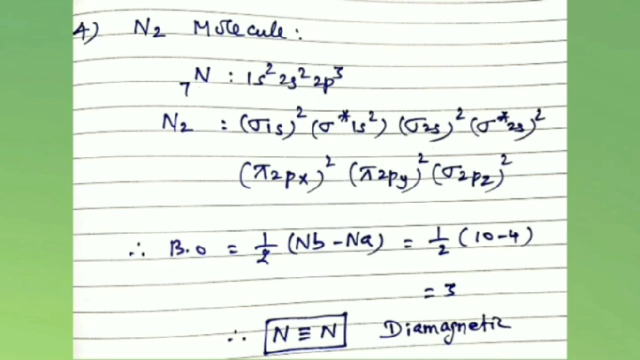 4) N₂ Molecule:
₇N : 1s² 2s² 2p³
N₂ : (σ1s)² (σ*1s²) (σ2s)² (σ*2s)²
(π2px)² (π2py)² (σ2pz)²
∴ B.O = 1/2 (Nb - Na) = 1/2 (10-4)
= 3
∴ N ≡ N Diamagnetic